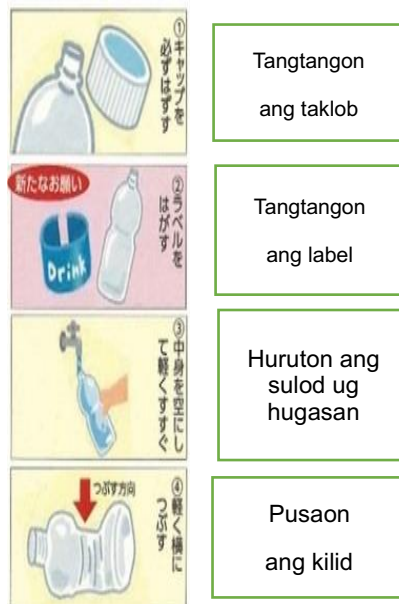 ①キャップを
必ずはずす
Tangtangon
ang taklob
新たなお願い
②ラベルを
はがす
Drink
Tangtangon
ang label
③中身を空にし
て軽くすすぐ
Huruton ang
sulod ug
hugasan
④軽く横に
つぶす
つぶす方向
Pusaon
ang kilid